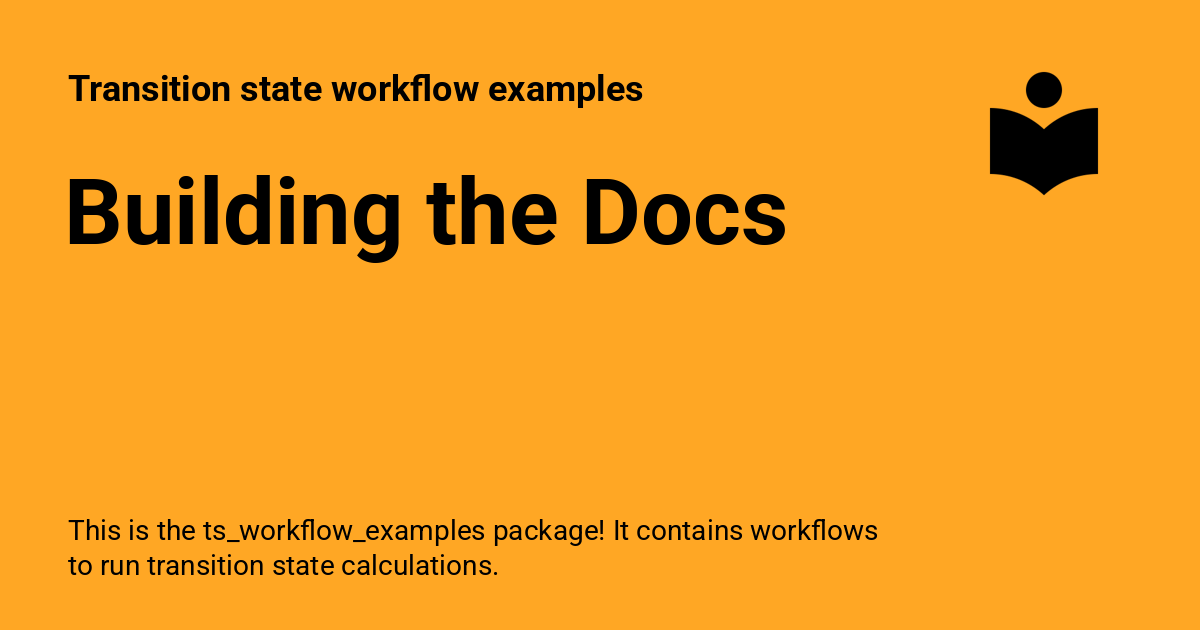 Transition state workflow examples
Building the Docs
This is the ts_workflow_examples package! It contains workflows
to run transition state calculations.